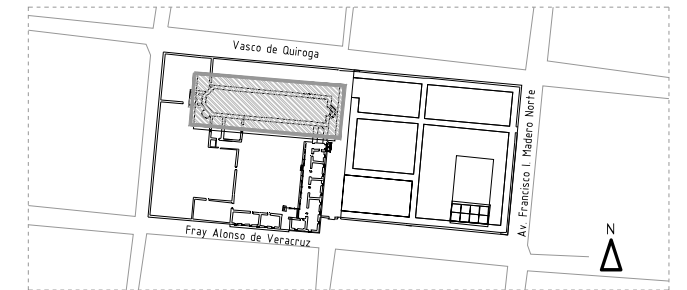 Vasco de Quiroga
Av. Francisco I. Madero Norte
Fray Alonso de Veracruz
N